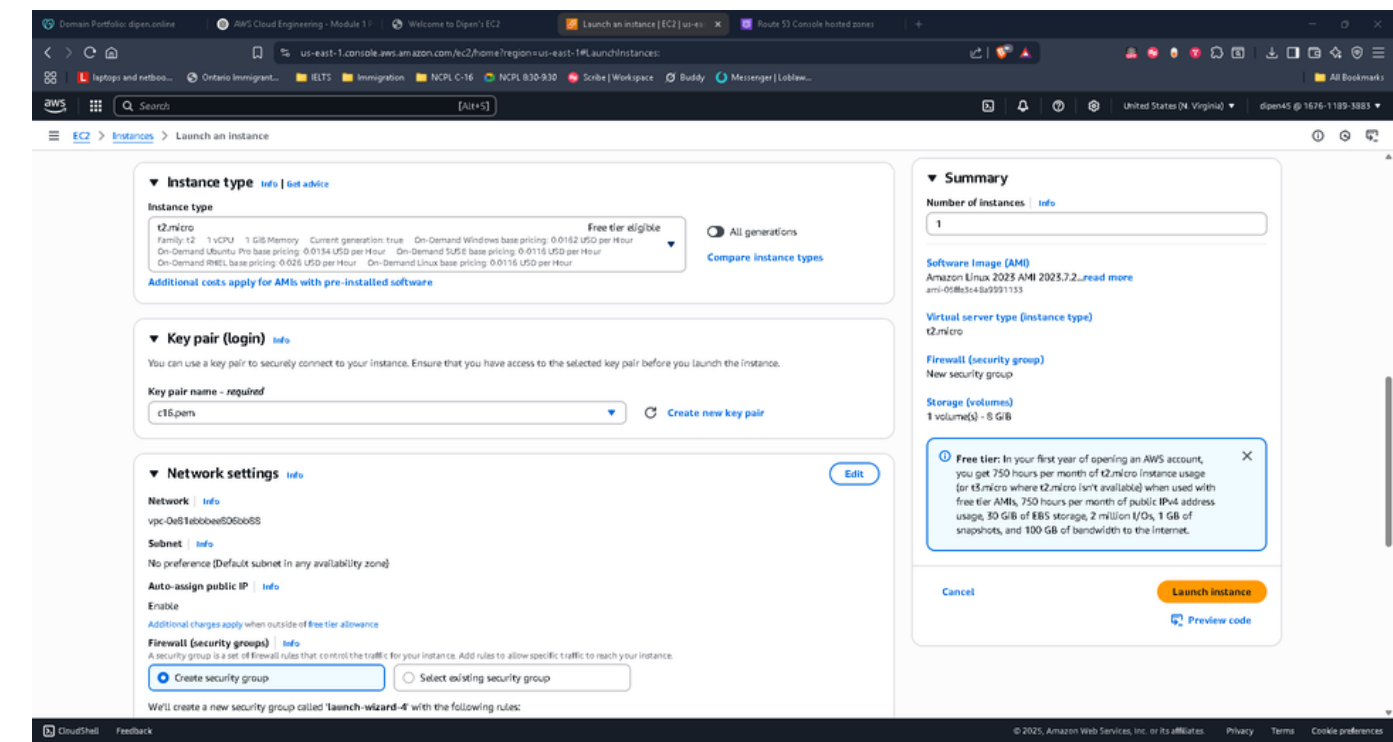 Domain Portfolio: dipen.online
AWS Cloud Engineering - Module 1
Welcome to Dipen's EC2
Launch an instance | EC2 | us-eas
Route 53 Console hosted zones
us-east-1.console.aws.amazon.com/ec2/home?region=us-east-1#LaunchInstances:
laptops and netboo...
Ontario Immigrant...
IELTS
Immigration
NCPL C-16
NCPL 830-930
Scribe | Workspace
Buddy
Messenger | Loblaw...
All Bookmarks
aws
Search
[Alt+S]
United States (N. Virginia)
dipen45 @ 1676-1189-3883
EC2 > Instances > Launch an instance
Instance type Info | Get advice
Instance type
t2.micro Free tier eligible
Family: t2 1 vCPU 1 GiB Memory Current generation: true On-Demand Windows base pricing: 0.0162 USD per Hour
On-Demand Ubuntu Pro base pricing: 0.0134 USD per Hour On-Demand SUSE base pricing: 0.0116 USD per Hour
On-Demand RHEL base pricing: 0.026 USD per Hour On-Demand Linux base pricing: 0.0116 USD per Hour
All generations
Compare instance types
Additional costs apply for AMIs with pre-installed software
Key pair (login) Info
You can use a key pair to securely connect to your instance. Ensure that you have access to the selected key pair before you launch the instance.
Key pair name - required
c16.pem
Create new key pair
Network settings Info
Edit
Network Info
Subnet Info
No preference (Default subnet in any availability zone)
Auto-assign public IP Info
Enable
Additional charges apply when outside of free tier allowance
Firewall (security groups) Info
A security group is a set of firewall rules that control the traffic for your instance. Add rules to allow specific traffic to reach your instance.
Create security group
Select existing security group
We'll create a new security group called 'launch-wizard-4' with the following rules:
Summary
Number of instances Info
1
Software Image (AMI)
Amazon Linux 2023 AMI 2023.7.2...read more
Virtual server type (instance type)
t2.micro
Firewall (security group)
New security group
Storage (volumes)
1 volume(s) - 8 GiB
Free tier: In your first year of opening an AWS account,
you get 750 hours per month of t2.micro instance usage
(or t3.micro where t2.micro isn't available) when used with
free tier AMIs, 750 hours per month of public IPv4 address
usage, 30 GiB of EBS storage, 2 million I/Os, 1 GB of
snapshots, and 100 GB of bandwidth to the internet.
Cancel
Launch instance
Preview code
CloudShell Feedback
© 2025, Amazon Web Services, Inc. or its affiliates. Privacy Terms Cookie preferences